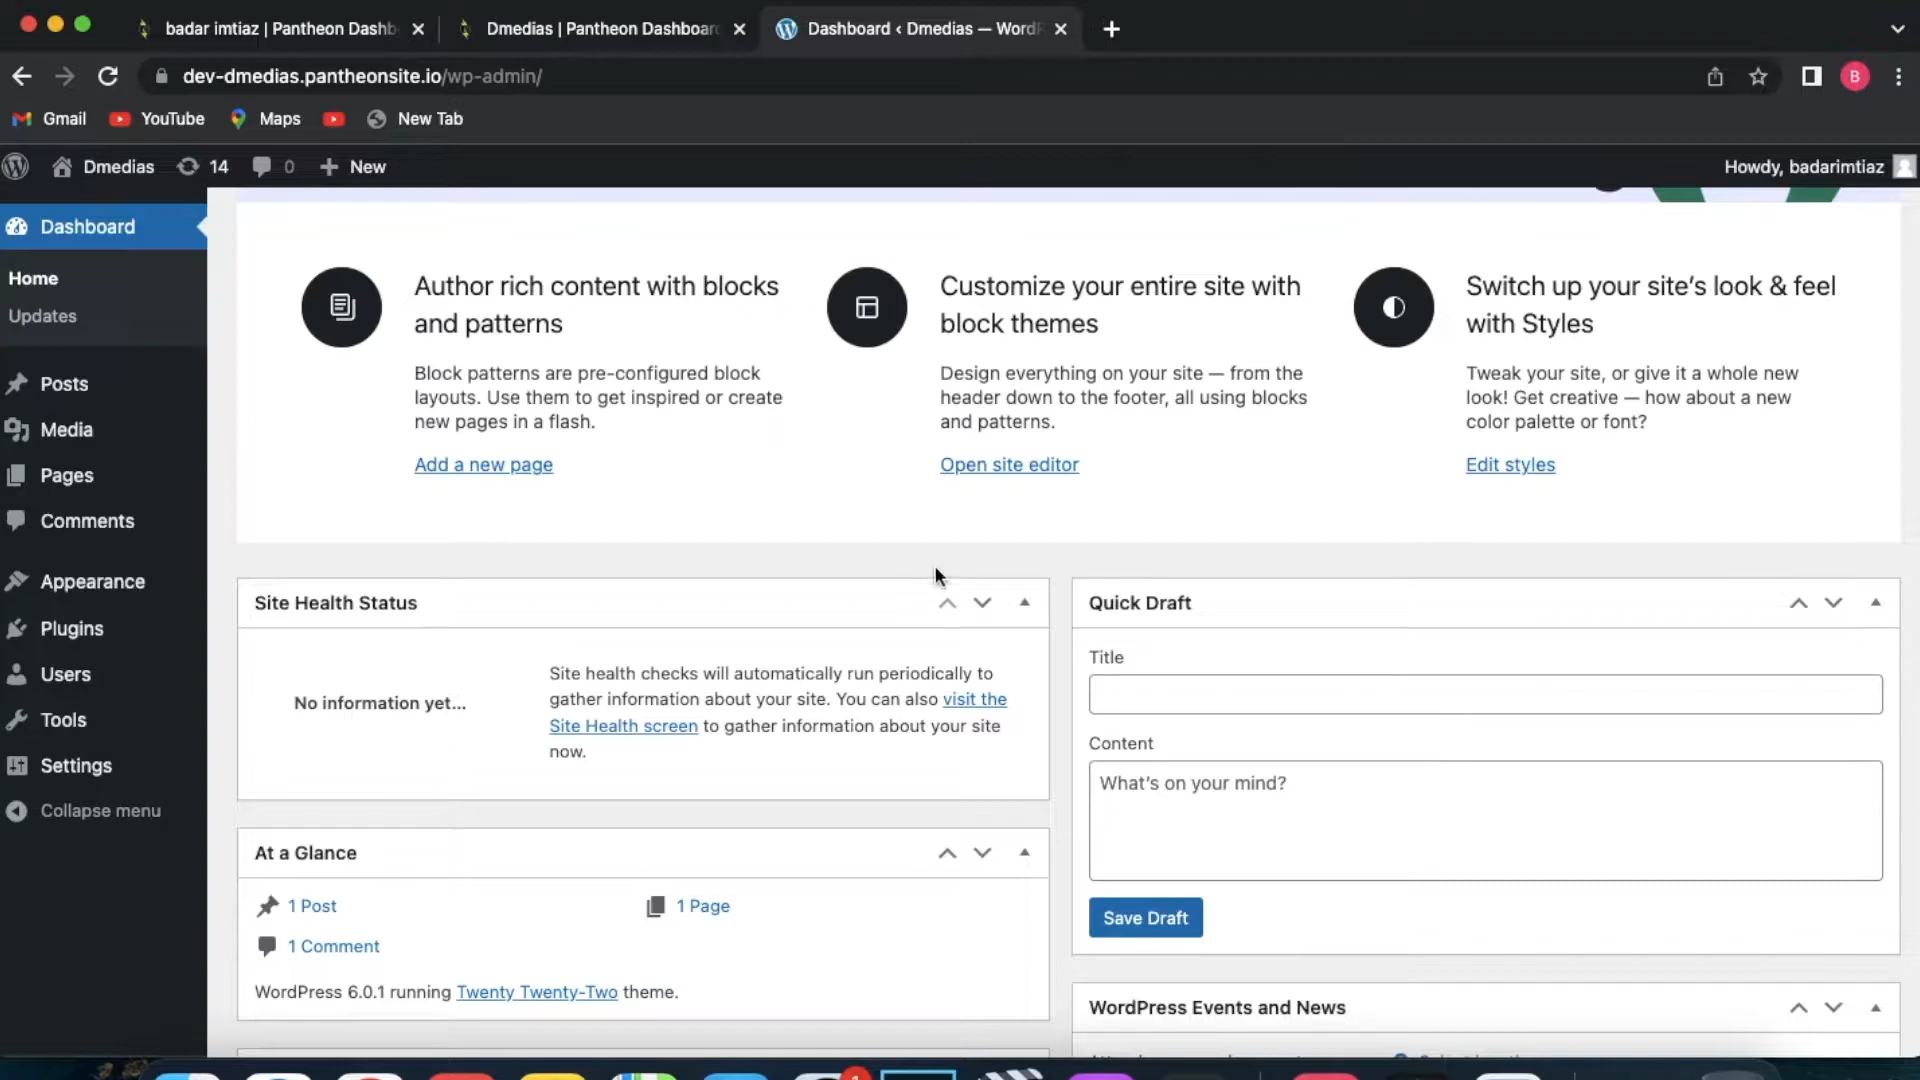 badar imtiaz | Pantheon Dashb
Dmedias | Pantheon Dashboar
Dashboard ‹ Dmedias — WordP
dev-dmedias.pantheonsite.io/wp-admin/
B
Gmail
YouTube
Maps
New Tab
Dmedias
14
0
New
Howdy, badarimtiaz
Dashboard
Home
Updates
Posts
Media
Pages
Comments
Appearance
Plugins
Users
Tools
Settings
Collapse menu
Author rich content with blocks
and patterns
Block patterns are pre-configured block
layouts. Use them to get inspired or create
new pages in a flash.
Add a new page
Customize your entire site with
block themes
Design everything on your site — from the
header down to the footer, all using blocks
and patterns.
Open site editor
Switch up your site’s look & feel
with Styles
Tweak your site, or give it a whole new
look! Get creative — how about a new
color palette or font?
Edit styles
Site Health Status
No information yet...
Site health checks will automatically run periodically to
gather information about your site. You can also visit the
Site Health screen to gather information about your site
now.
At a Glance
1 Post
1 Page
1 Comment
WordPress 6.0.1 running Twenty Twenty-Two theme.
Quick Draft
Title
Content
What’s on your mind?
Save Draft
WordPress Events and News